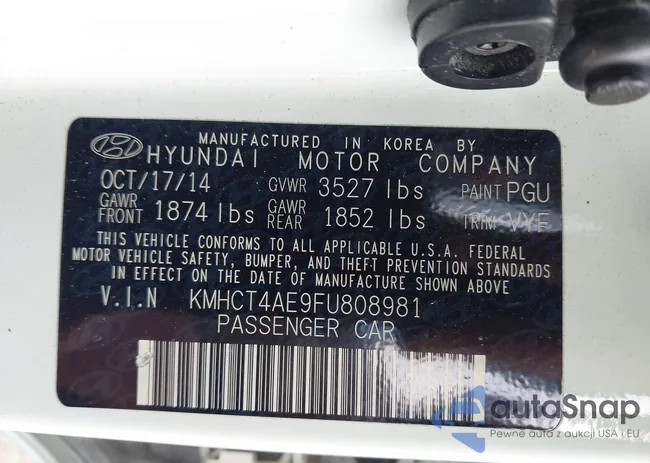 MANUFACTURED IN KOREA BY
HYUNDAI MOTOR COMPANY
OCT/17/14 GVWR 3527 lbs PAINT PGU
GAWR FRONT 1874 lbs GAWR REAR 1852 lbs TRIM VYF
THIS VEHICLE CONFORMS TO ALL APPLICABLE U.S.A. FEDERAL
MOTOR VEHICLE SAFETY, BUMPER, AND THEFT PREVENTION STANDARDS
IN EFFECT ON THE DATE OF MANUFACTURE SHOWN ABOVE.
V.I.N KMHCT4AE9FU808981
PASSENGER CAR
autoSnap
Pewne auta z aukcji USA i EU